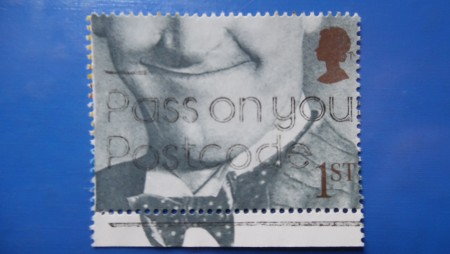 Pass on you
Postcode
1ST